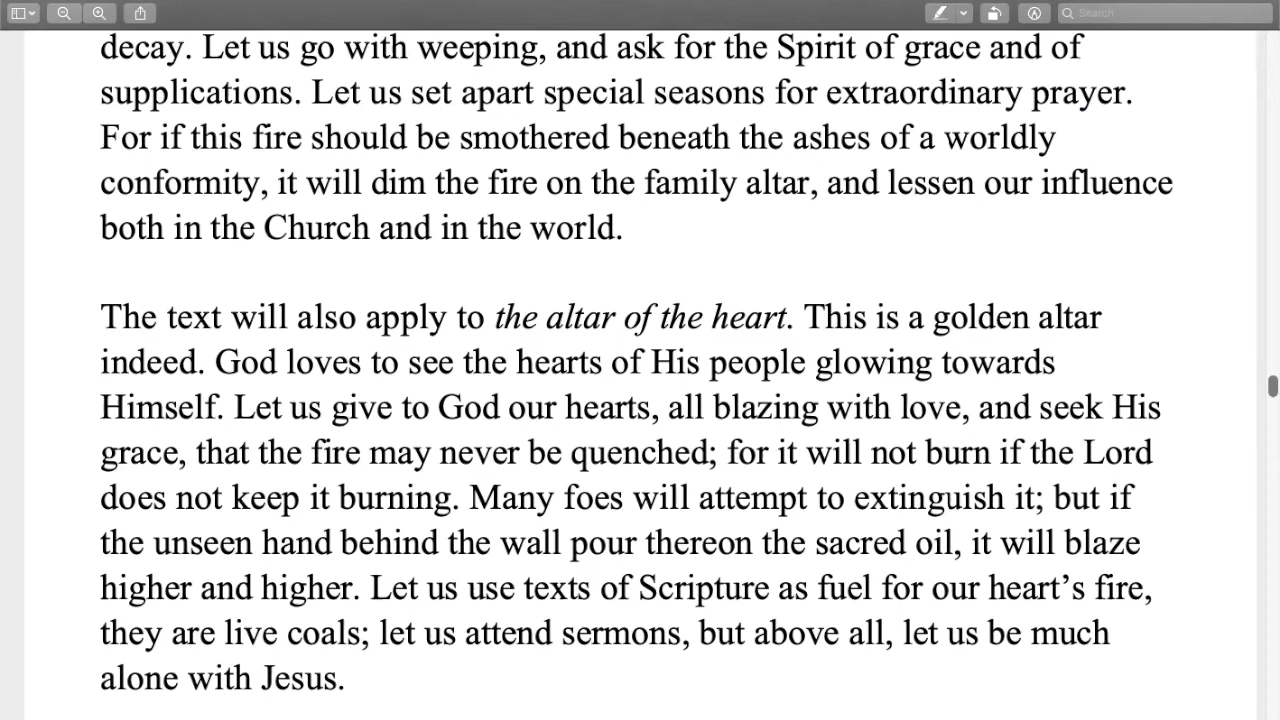 Search
decay. Let us go with weeping, and ask for the Spirit of grace and of
supplications. Let us set apart special seasons for extraordinary prayer.
For if this fire should be smothered beneath the ashes of a worldly
conformity, it will dim the fire on the family altar, and lessen our influence
both in the Church and in the world.
The text will also apply to the altar of the heart. This is a golden altar
indeed. God loves to see the hearts of His people glowing towards
Himself. Let us give to God our hearts, all blazing with love, and seek His
grace, that the fire may never be quenched; for it will not burn if the Lord
does not keep it burning. Many foes will attempt to extinguish it; but if
the unseen hand behind the wall pour thereon the sacred oil, it will blaze
higher and higher. Let us use texts of Scripture as fuel for our heart’s fire,
they are live coals; let us attend sermons, but above all, let us be much
alone with Jesus.